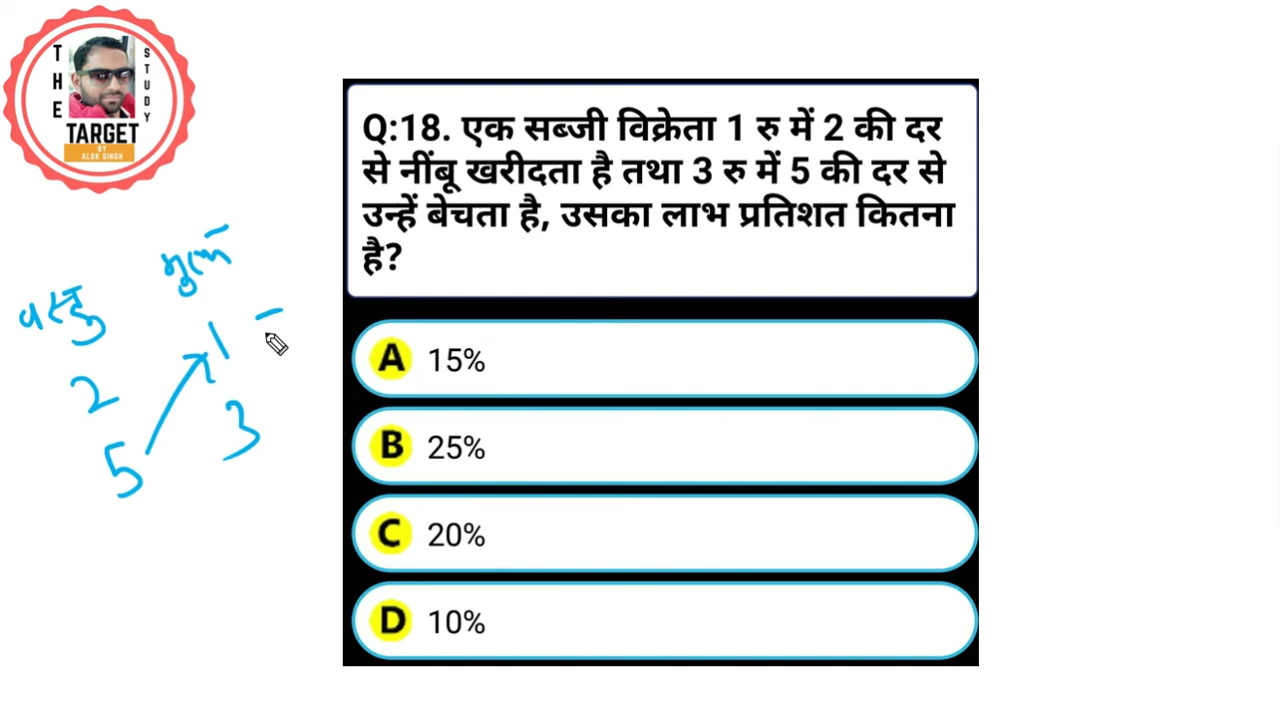 THE
STUDY
TARGET
BY
ALOK SINGH
Q:18. एक सब्जी विक्रेता 1 रु में 2 की दर
से नींबू खरीदता है तथा 3 रु में 5 की दर से
उन्हें बेचता है, उसका लाभ प्रतिशत कितना
है?
A 15%
B 25%
C 20%
D 10%
वस्तु मूल्य
2 1
5 3